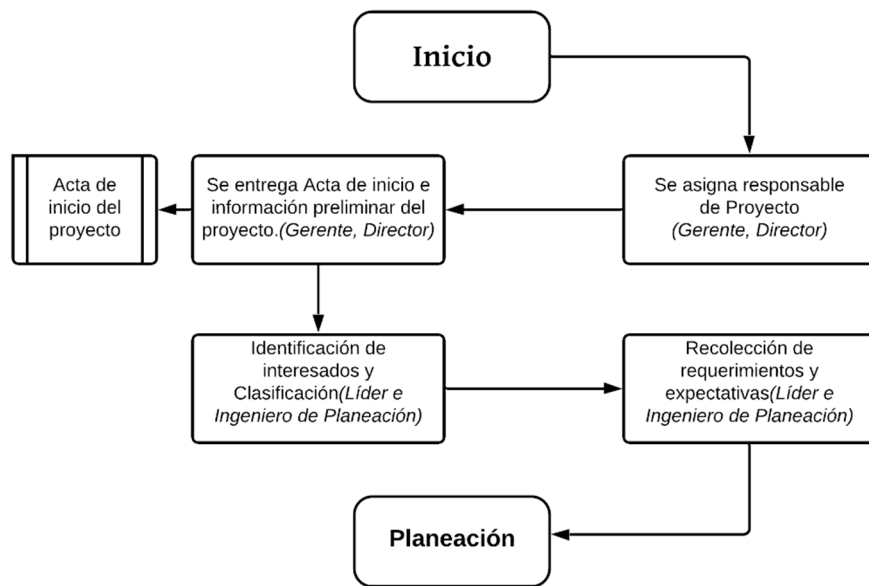 Inicio
Se asigna responsable
de Proyecto
(Gerente, Director)
Se entrega Acta de inicio e
información preliminar del
proyecto.(Gerente, Director)
Acta de
inicio del
proyecto
Identificación de
interesados y
Clasificación(Líder e
Ingeniero de Planeación)
Recolección de
requerimientos y
expectativas(Líder e
Ingeniero de Planeación)
Planeación